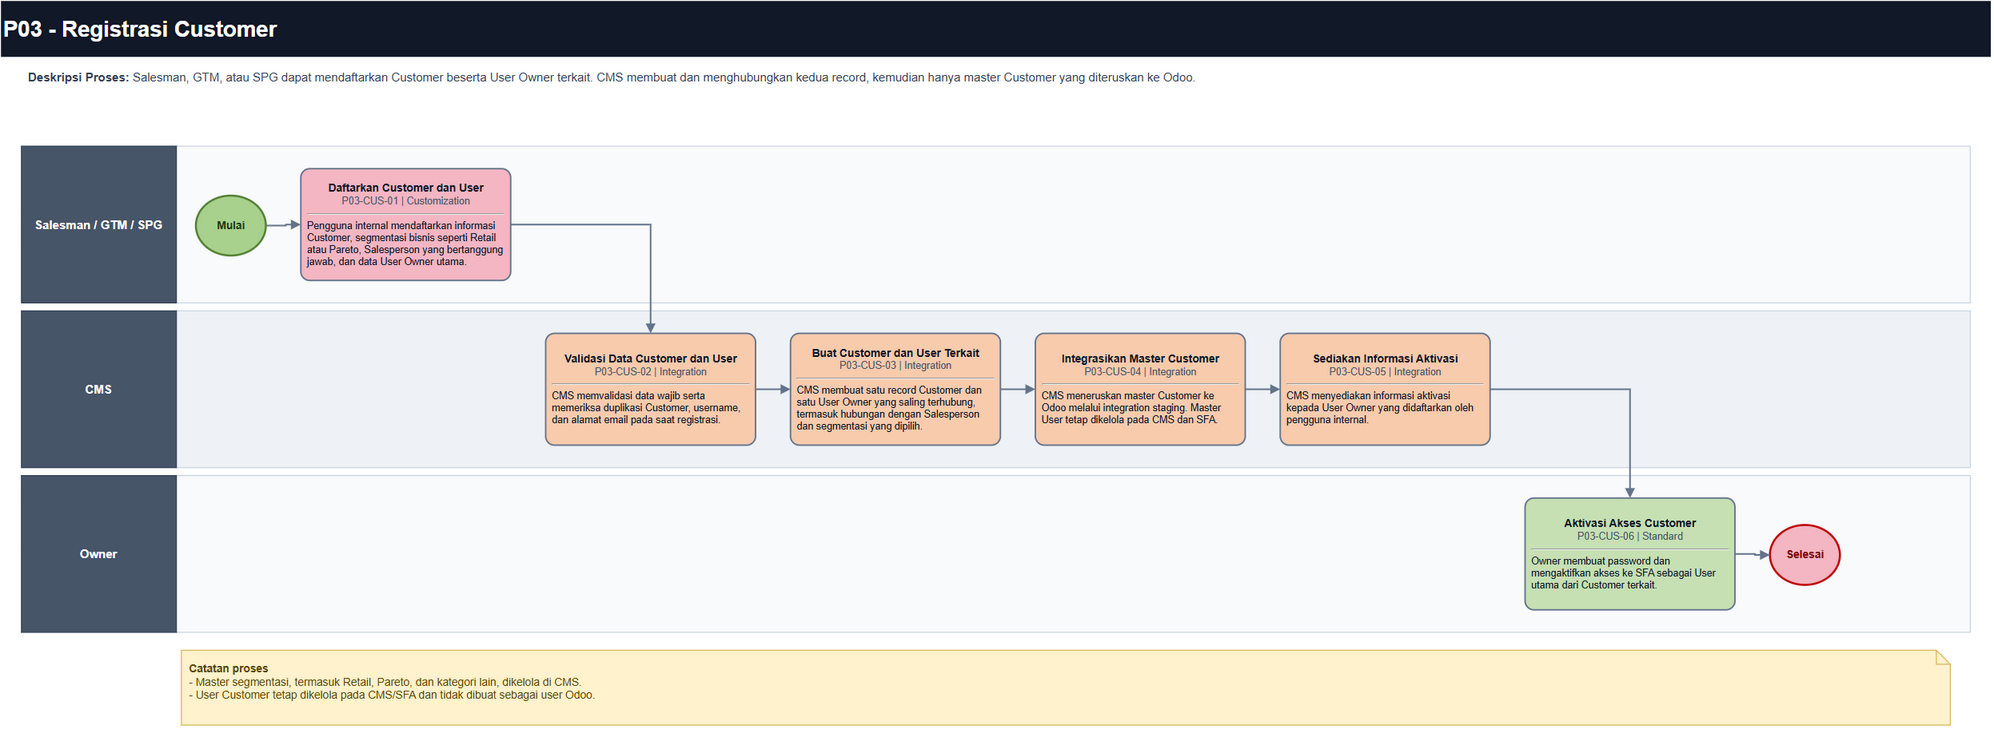 P03 - Registrasi Customer
Deskripsi Proses: Salesman, GTM, atau SPG dapat mendaftarkan Customer beserta User Owner terkait. CMS membuat dan menghubungkan kedua record, kemudian hanya master Customer yang diteruskan ke Odoo.
Salesman / GTM / SPG
Mulai
Daftarkan Customer dan User
P03-CUS-01 | Customization
Pengguna internal mendaftarkan informasi
Customer, segmentasi bisnis seperti Retail
atau Pareto, Salesperson yang bertanggung
jawab, dan data User Owner utama.
CMS
Validasi Data Customer dan User
P03-CUS-02 | Integration
CMS memvalidasi data wajib serta
memeriksa duplikasi Customer, username,
dan alamat email pada saat registrasi.
Buat Customer dan User Terkait
P03-CUS-03 | Integration
CMS membuat satu record Customer dan
satu User Owner yang saling terhubung,
termasuk hubungan dengan Salesperson
dan segmentasi yang dipilih.
Integrasikan Master Customer
P03-CUS-04 | Integration
CMS meneruskan master Customer ke
Odoo melalui integration staging. Master
User tetap dikelola pada CMS dan SFA.
Sediakan Informasi Aktivasi
P03-CUS-05 | Integration
CMS menyediakan informasi aktivasi
kepada User Owner yang didaftarkan oleh
pengguna internal.
Owner
Aktivasi Akses Customer
P03-CUS-06 | Standard
Owner membuat password dan
mengaktifkan akses ke SFA sebagai User
utama dari Customer terkait.
Selesai
Catatan proses
- Master segmentasi, termasuk Retail, Pareto, dan kategori lain, dikelola di CMS.
- User Customer tetap dikelola pada CMS/SFA dan tidak dibuat sebagai user Odoo.